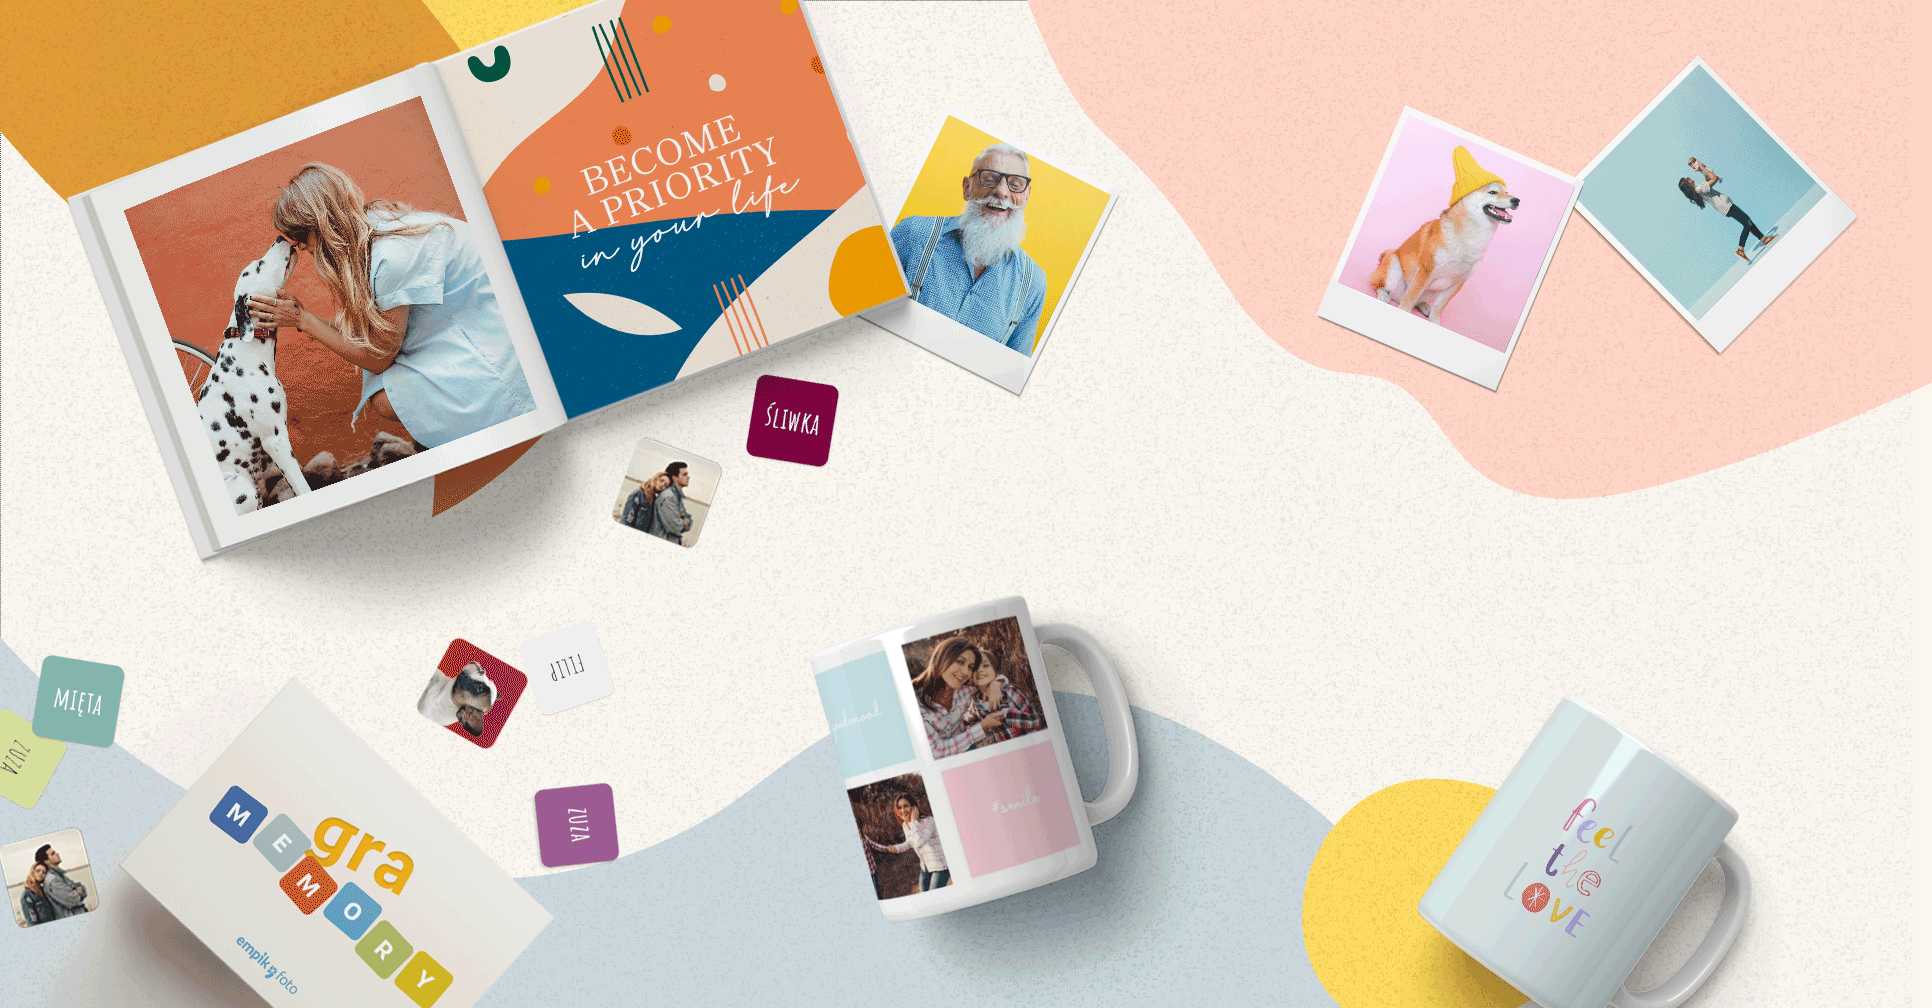 BECOME
A PRIORITY
in your life
ŚLIWKA
FILIP
MIĘTA
ZUZA
ZUZA
gra
MEMORY
empik foto
#smile
feel
the
LOVE